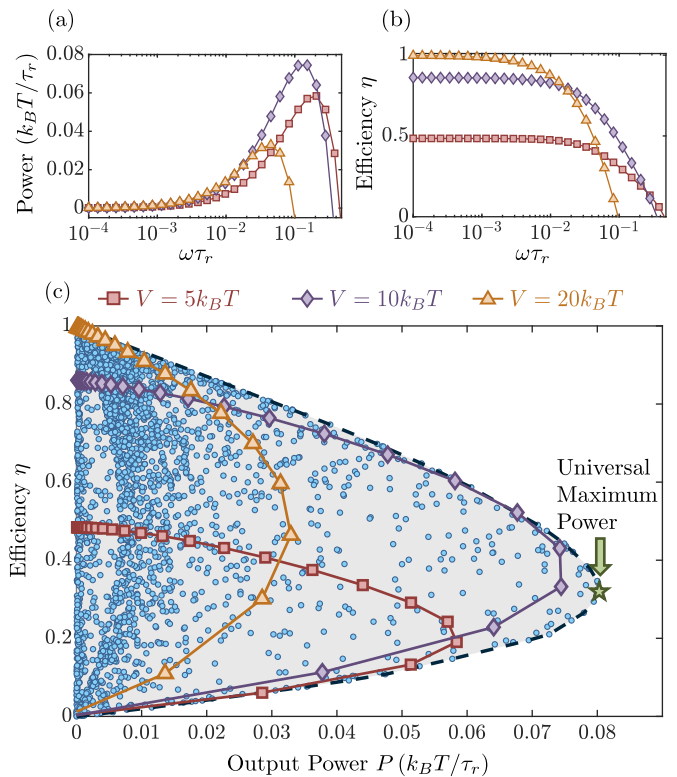 (a)
(b)
Power (k_BT/τ_r)
0.08
0.06
0.04
0.02
0
10^{-4} 10^{-3} 10^{-2} 10^{-1}
ωτ_r
Efficiency η
1
0.5
0
10^{-4} 10^{-3} 10^{-2} 10^{-1}
ωτ_r
(c)
V = 5k_BT V = 10k_BT V = 20k_BT
Efficiency η
1
0.8
0.6
0.4
0.2
0
Universal
Maximum
Power
0 0.01 0.02 0.03 0.04 0.05 0.06 0.07 0.08
Output Power P (k_BT/τ_r)